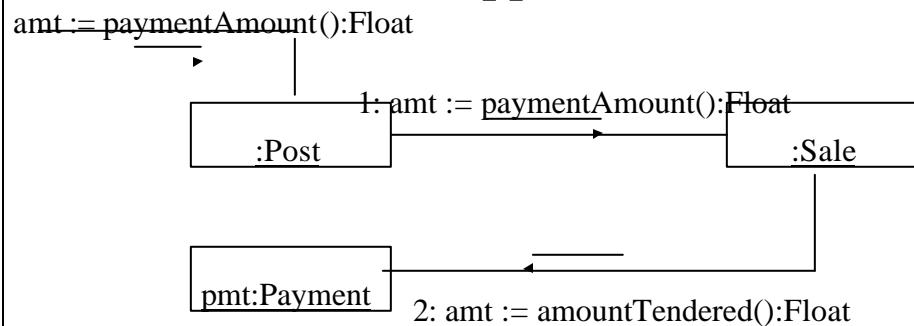 amt := paymentAmount():Float
1: amt := paymentAmount():Float
:Post
:Sale
pmt:Payment
2: amt := amountTendered():Float